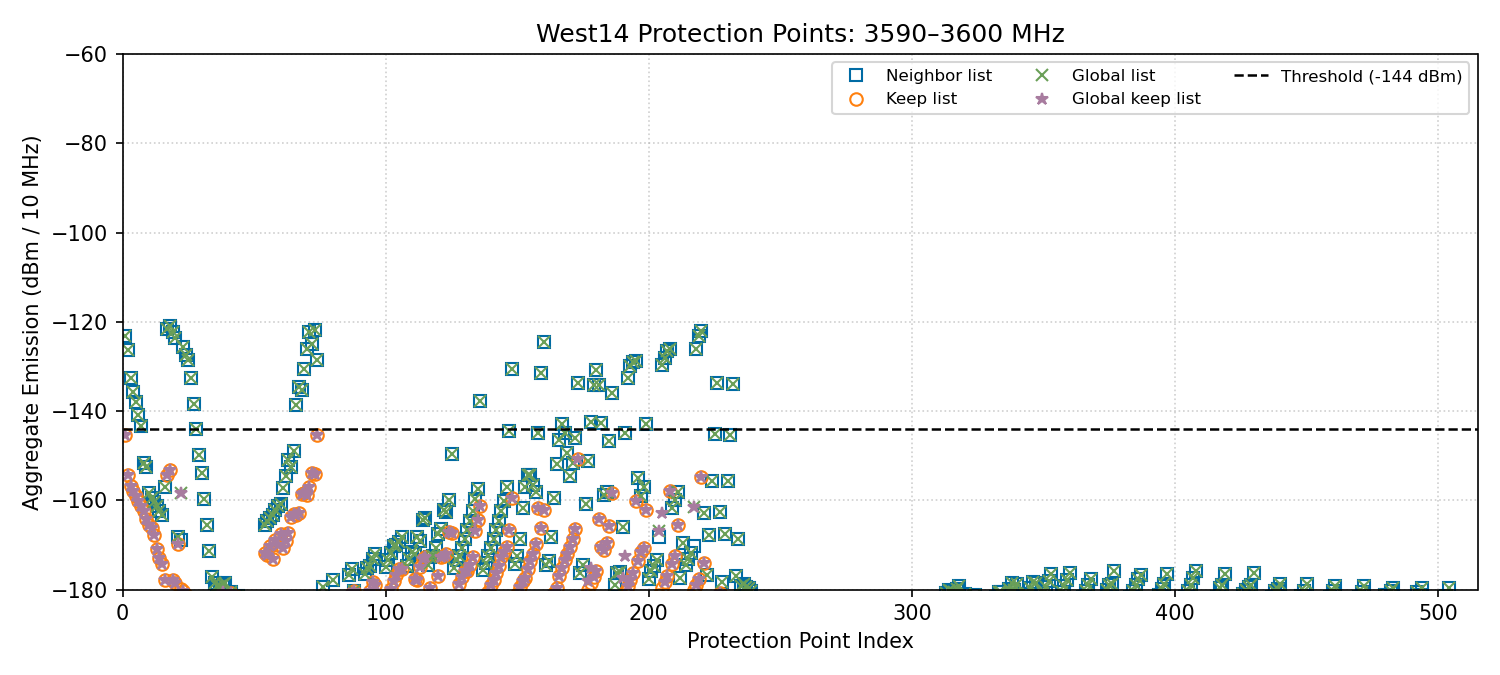 West14 Protection Points: 3590–3600 MHz
Aggregate Emission (dBm / 10 MHz)
−60
−80
−100
−120
−140
−160
−180
Neighbor list
Keep list
Global list
Global keep list
Threshold (-144 dBm)
0 100 200 300 400 500
Protection Point Index